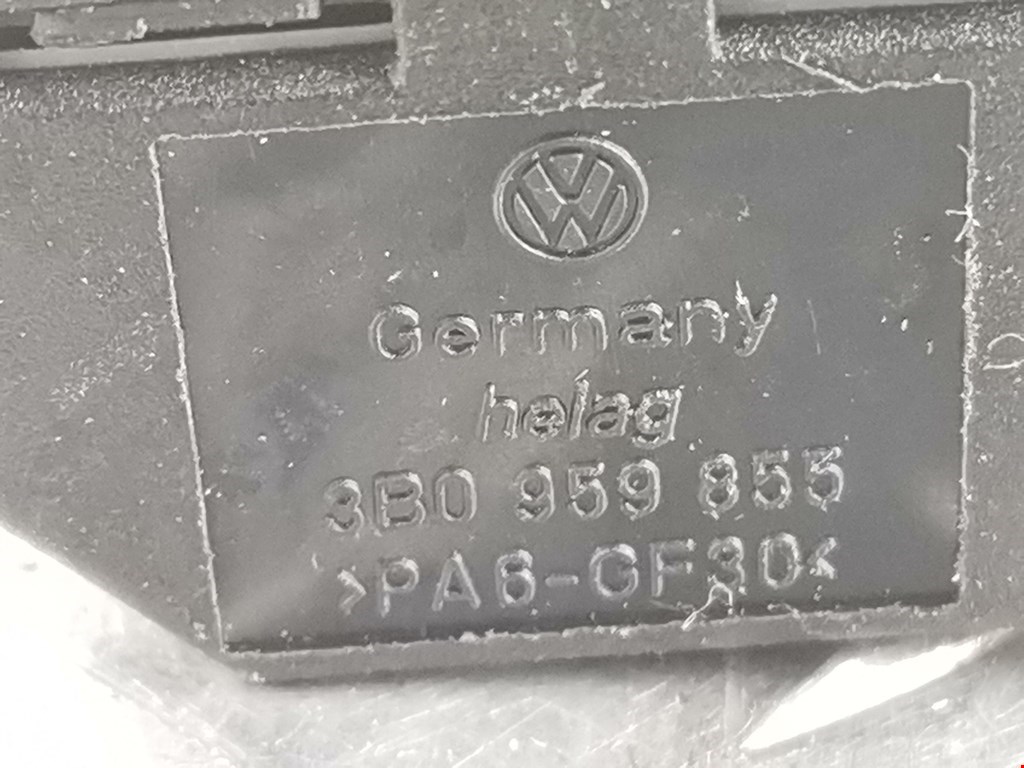 Germany
helag
3B0 959 855
>PA6-GF30<